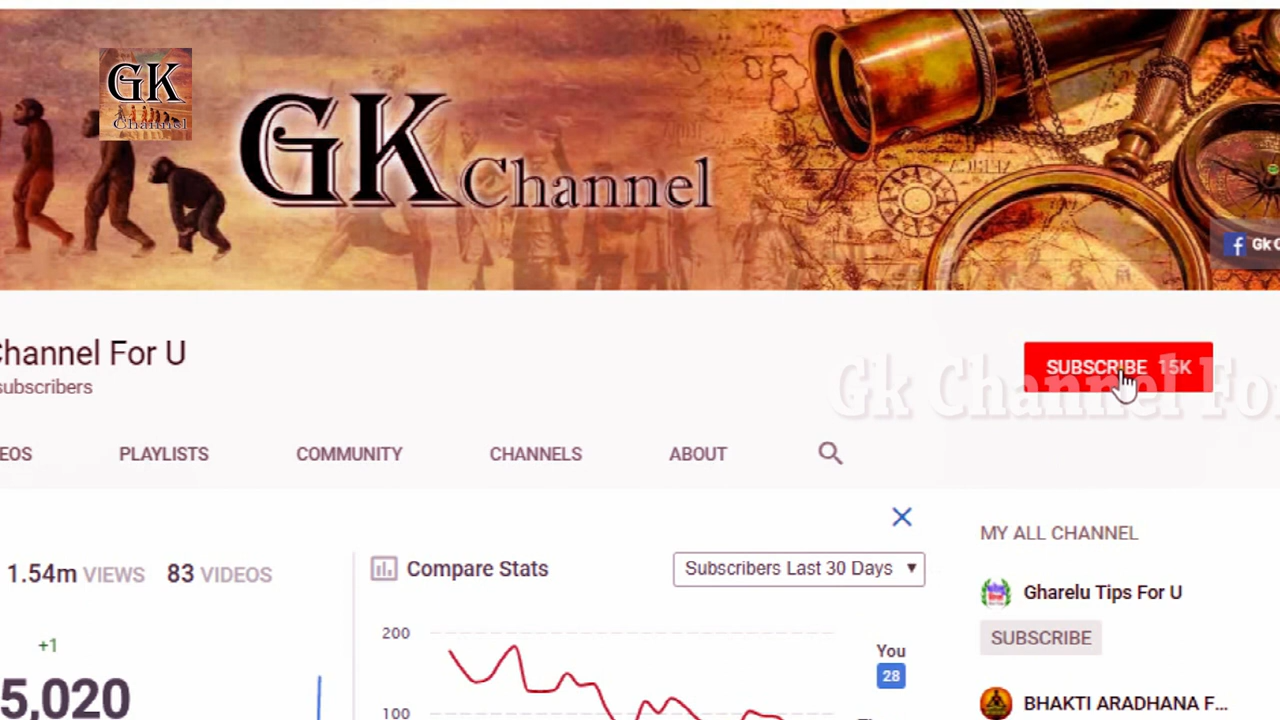 GK
Channel
GK Channel
Gk C
Channel For U
subscribers
SUBSCRIBE 15K
Gk Channel Fo
EOS PLAYLISTS COMMUNITY CHANNELS ABOUT
MY ALL CHANNEL
1.54m VIEWS 83 VIDEOS
Compare Stats
Subscribers Last 30 Days
Gharelu Tips For U
SUBSCRIBE
+1
200
You
28
5,020
100
BHAKTI ARADHANA F...